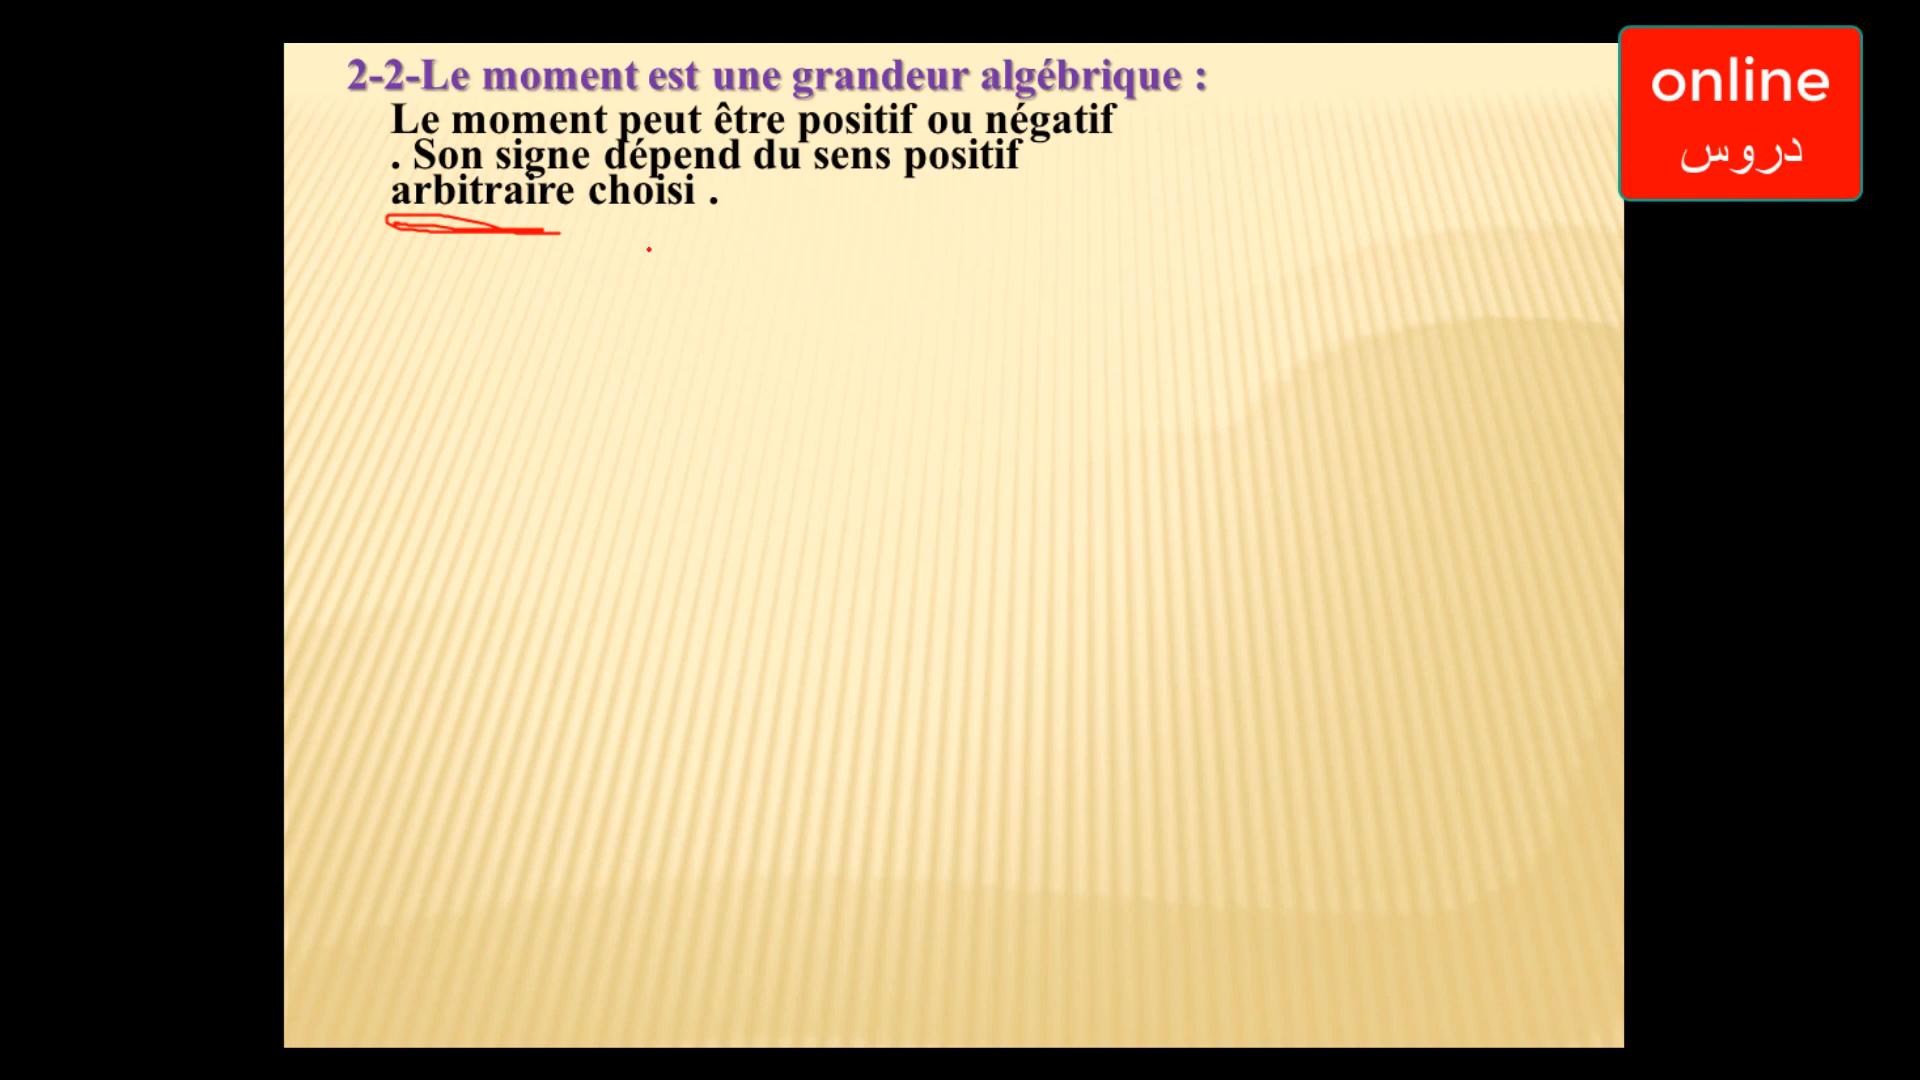 2-2-Le moment est une grandeur algébrique :
Le moment peut être positif ou négatif
. Son signe dépend du sens positif
arbitraire choisi .
online
دروس